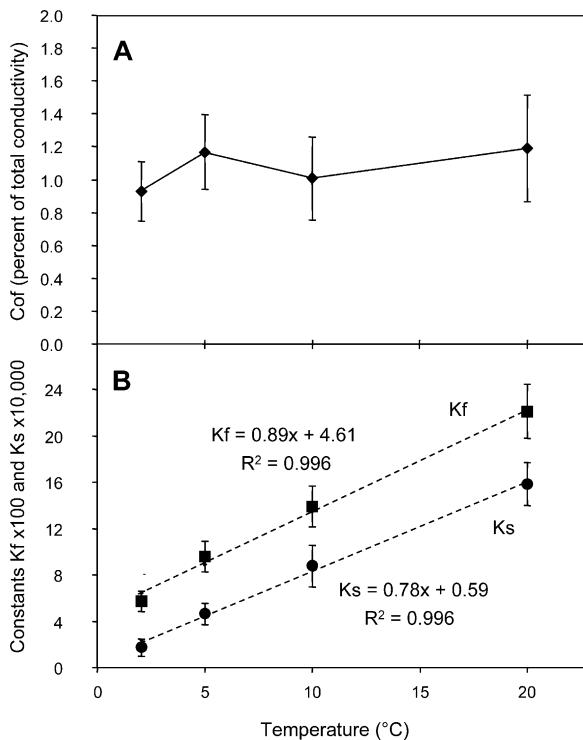 Cof (percent of total conductivity)
2.0
1.8
1.6
1.4
1.2
1.0
0.8
0.6
0.4
0.2
0.0
A
Constants Kf x100 and Ks x10,000
24
20
16
12
8
4
0
B
Kf
Kf = 0.89x + 4.61
R² = 0.996
Ks
Ks = 0.78x + 0.59
R² = 0.996
0 5 10 15 20
Temperature (°C)